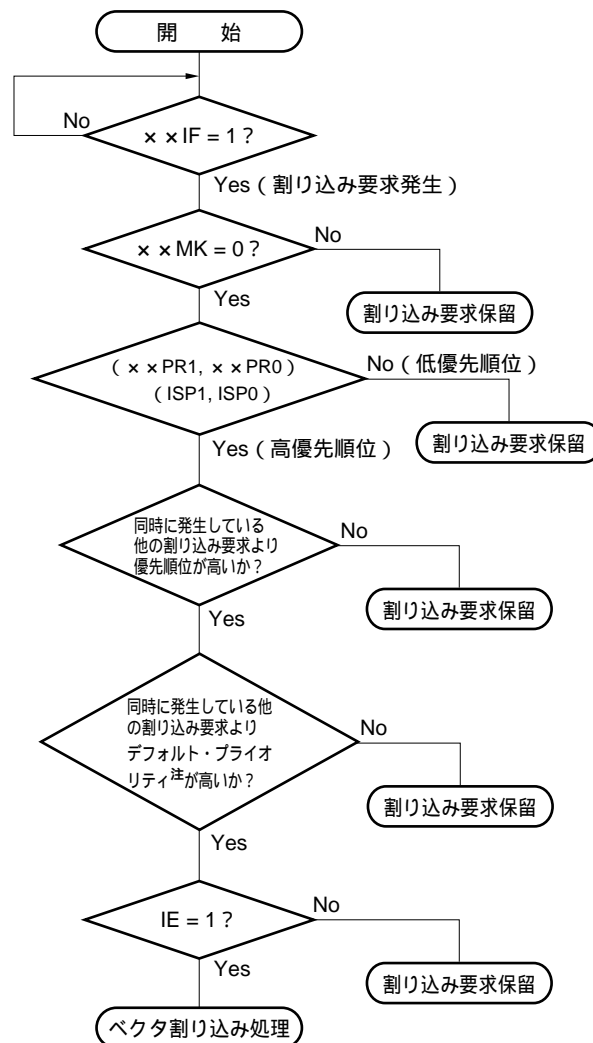 開 始
No
××IF = 1 ?
Yes ( 割り込み要求発生 )
××MK = 0 ?
No
Yes
割り込み要求保留
( ××PR1, ××PR0 )
(ISP1, ISP0 )
No ( 低優先順位 )
割り込み要求保留
Yes ( 高優先順位 )
同時に発生している
他の割り込み要求より
優先順位が高いか?
No
割り込み要求保留
Yes
同時に発生している他
の割り込み要求より
デフォルト・プライオ
リティ注が高いか?
No
割り込み要求保留
Yes
IE = 1 ?
No
割り込み要求保留
Yes
ベクタ割り込み処理